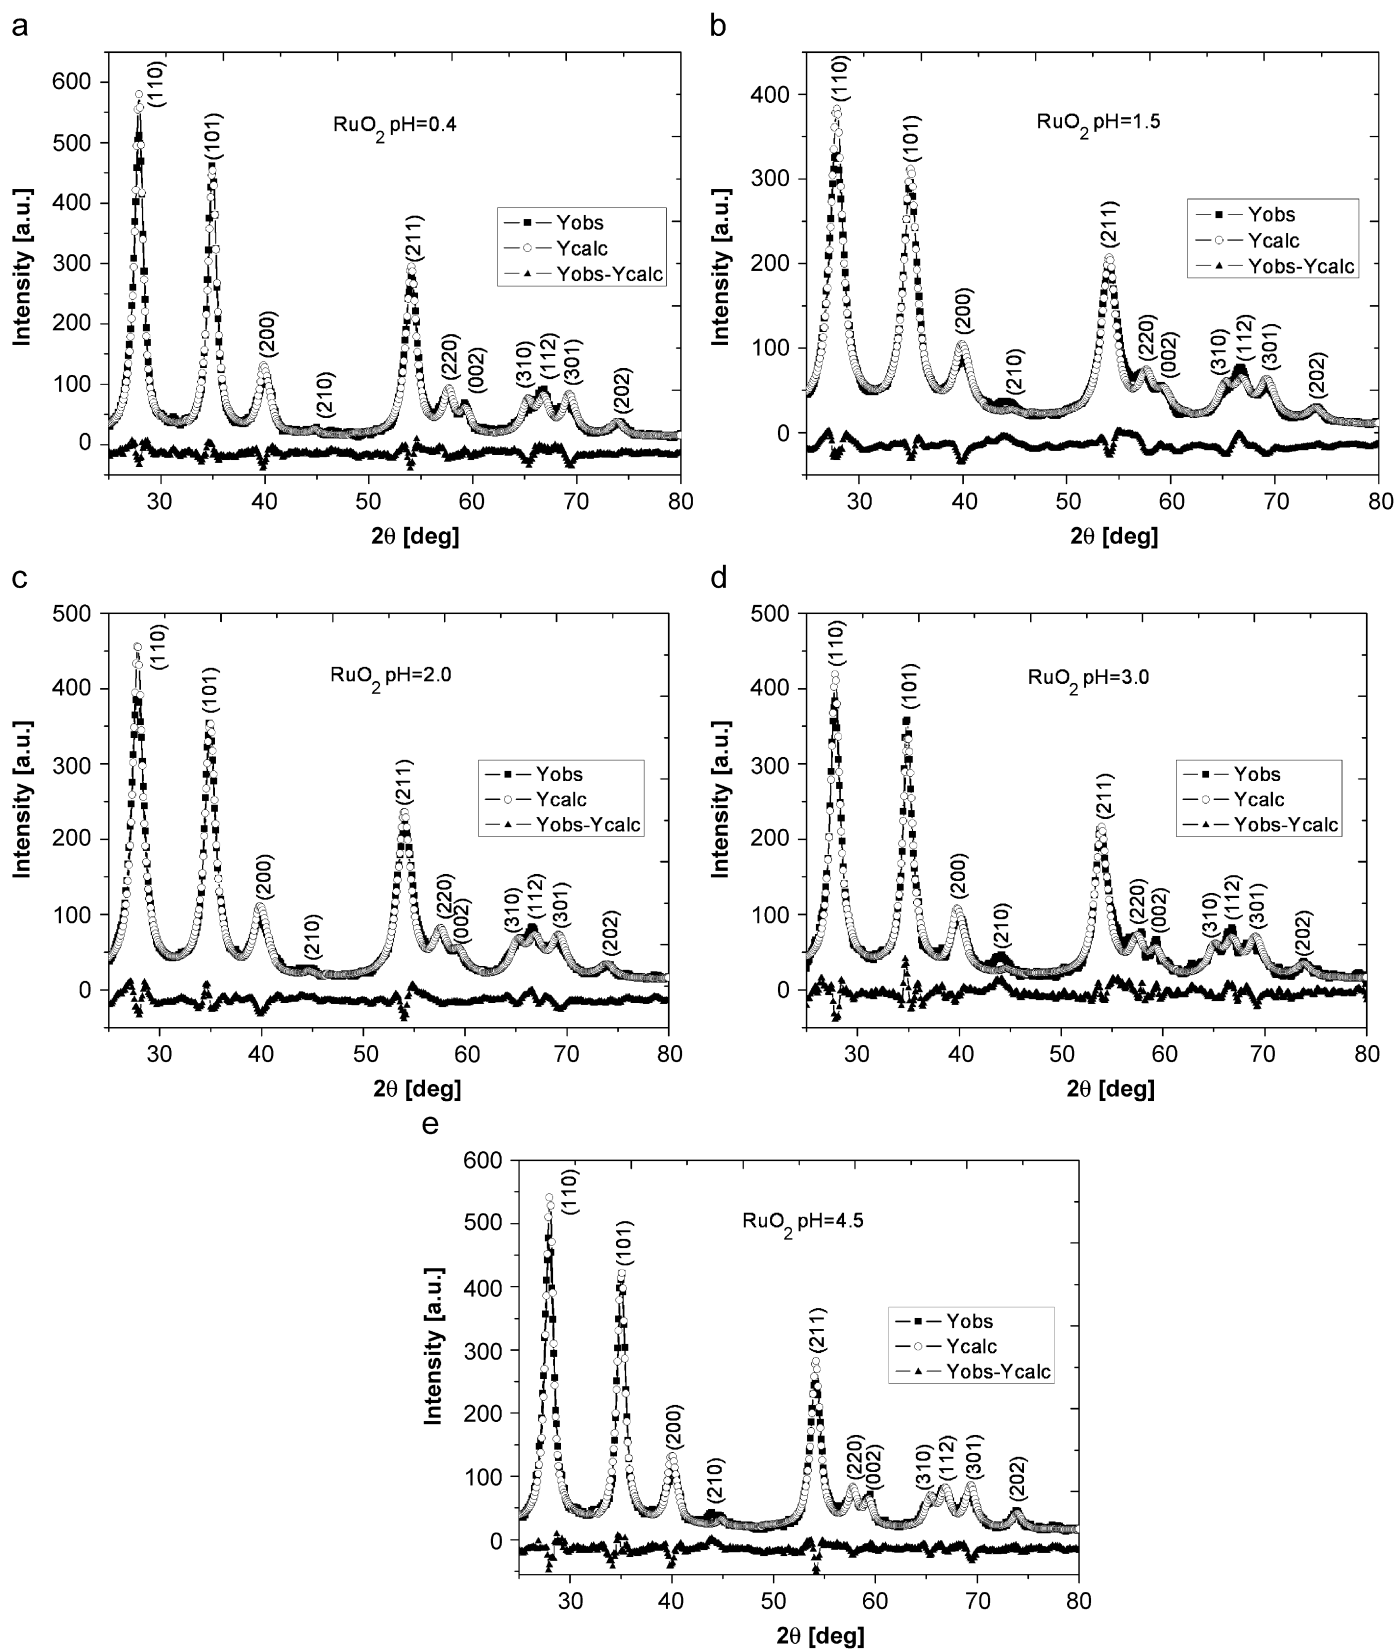 a
RuO2 pH=0.4
(110)
(101)
(200)
(210)
(211)
(220)
(002)
(310)
(112)
(301)
(202)
Yobs
Ycalc
Yobs-Ycalc
Intensity [a.u.]
600
500
400
300
200
100
0
30 40 50 60 70 80
2θ [deg]
b
RuO2 pH=1.5
(110)
(101)
(200)
(210)
(211)
(220)
(002)
(310)
(112)
(301)
(202)
Yobs
Ycalc
Yobs-Ycalc
Intensity [a.u.]
400
300
200
100
0
30 40 50 60 70 80
2θ [deg]
c
RuO2 pH=2.0
(110)
(101)
(200)
(210)
(211)
(220)
(002)
(310)
(112)
(301)
(202)
Yobs
Ycalc
Yobs-Ycalc
Intensity [a.u.]
500
400
300
200
100
0
30 40 50 60 70 80
2θ [deg]
d
RuO2 pH=3.0
(110)
(101)
(200)
(210)
(211)
(220)
(002)
(310)
(112)
(301)
(202)
Yobs
Ycalc
Yobs-Ycalc
Intensity [a.u.]
500
400
300
200
100
0
30 40 50 60 70 80
2θ [deg]
e
RuO2 pH=4.5
(110)
(101)
(200)
(210)
(211)
(220)
(002)
(310)
(112)
(301)
(202)
Yobs
Ycalc
Yobs-Ycalc
Intensity [a.u.]
600
500
400
300
200
100
0
30 40 50 60 70 80
2θ [deg]